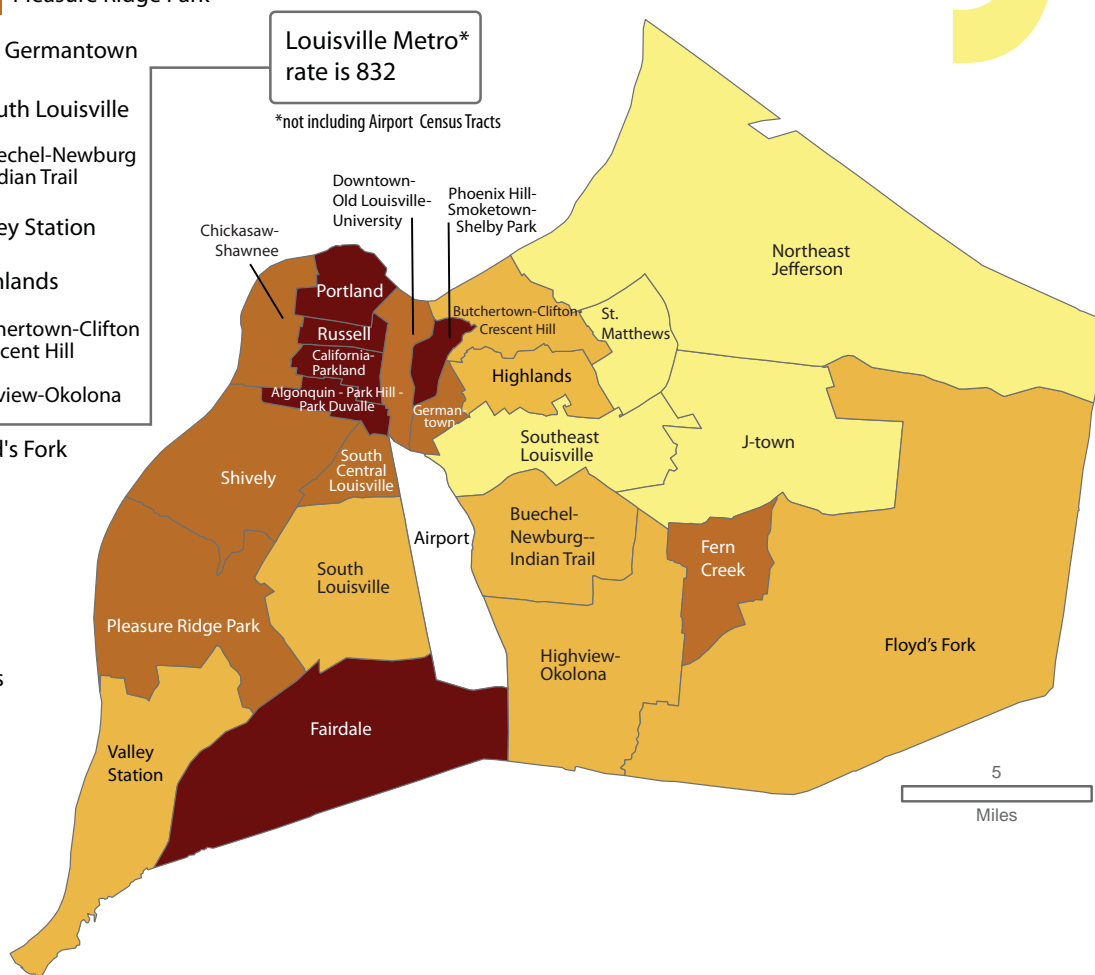 Pleasure Ridge Park
Germantown
uth Louisville
echel-Newburg
dian Trail
ey Station
hlands
hertown-Clifton
scent Hill
view-Okolona
d's Fork
s
Louisville Metro*
rate is 832
*not including Airport Census Tracts
Downtown-
Old Louisville-
University
Phoenix Hill-
Smoketown-
Shelby Park
Chickasaw-
Shawnee
Northeast
Jefferson
Portland
Butchertown-Clifton-
Crescent Hill
St.
Matthews
Russell
California-
Parkland
Highlands
Algonquin - Park Hill -
Park Duvalle
German-
town
Southeast
Louisville
J-town
South
Central
Louisville
Shively
Buechel-
Newburg--
Indian Trail
Airport
Fern
Creek
South
Louisville
Pleasure Ridge Park
Floyd's Fork
Highview-
Okolona
Fairdale
Valley
Station
5
Miles